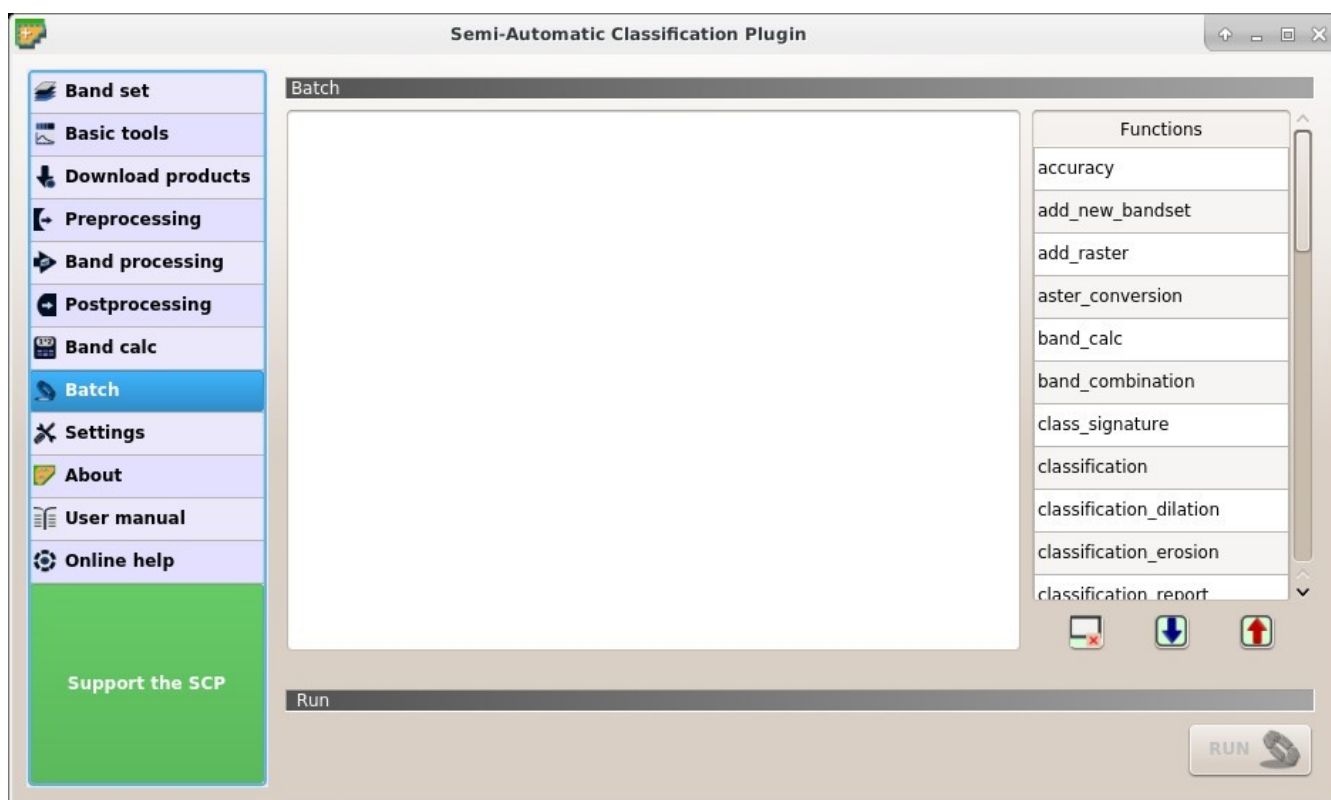 Semi-Automatic Classification Plugin
Band set
Basic tools
Download products
Preprocessing
Band processing
Postprocessing
Band calc
Batch
Settings
About
User manual
Online help
Support the SCP
Batch
Functions
accuracy
add_new_bandset
add_raster
aster_conversion
band_calc
band_combination
class_signature
classification
classification_dilation
classification_erosion
classification_report
Run
RUN